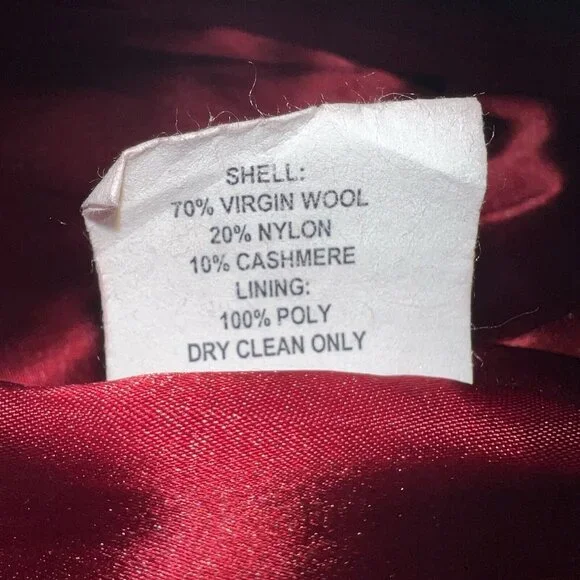 SHELL:
70% VIRGIN WOOL
20% NYLON
10% CASHMERE
LINING:
100% POLY
DRY CLEAN ONLY